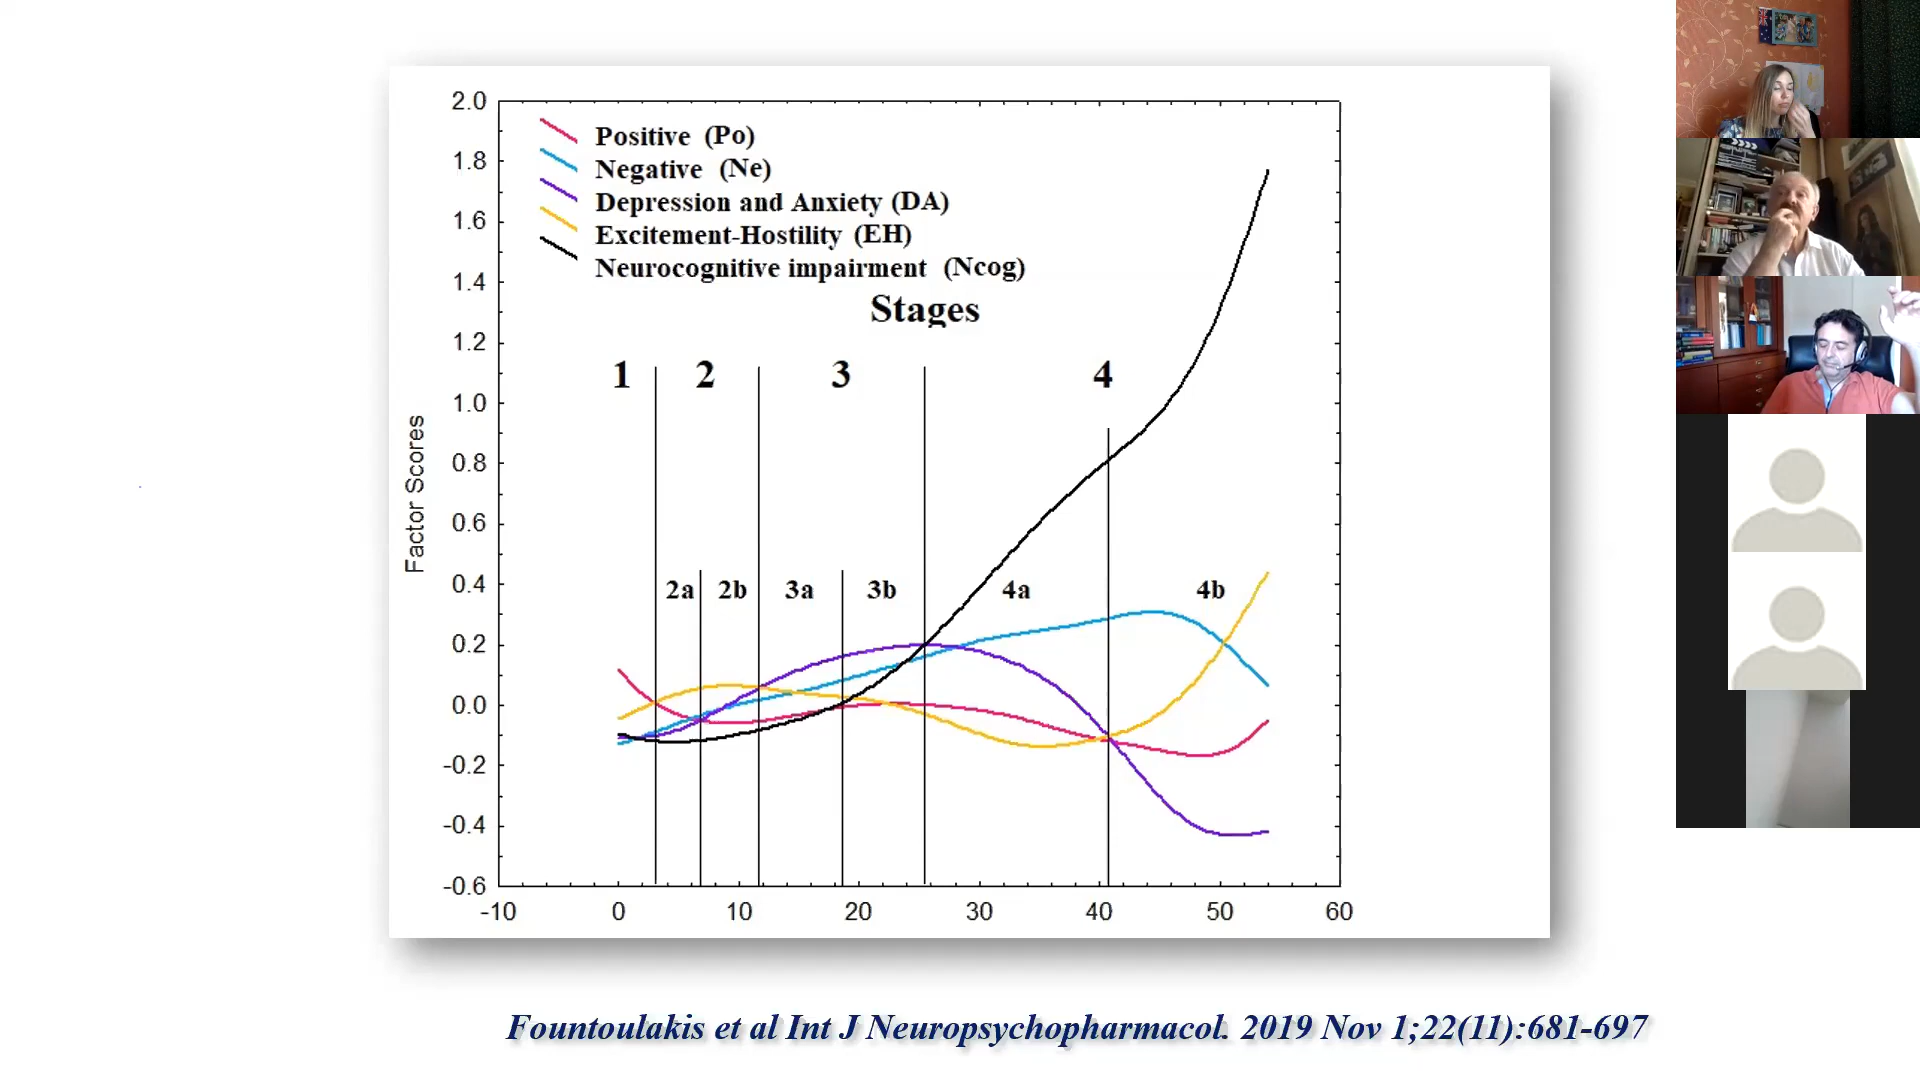 2.0
1.8
1.6
1.4
1.2
1.0
0.8
0.6
0.4
0.2
0.0
-0.2
-0.4
-0.6
Factor Scores
Positive (Po)
Negative (Ne)
Depression and Anxiety (DA)
Excitement-Hostility (EH)
Neurocognitive impairment (Ncog)
Stages
1 2 3 4
2a 2b 3a 3b 4a 4b
-10 0 10 20 30 40 50 60
Fountoulakis et al Int J Neuropsychopharmacol. 2019 Nov 1;22(11):681-697